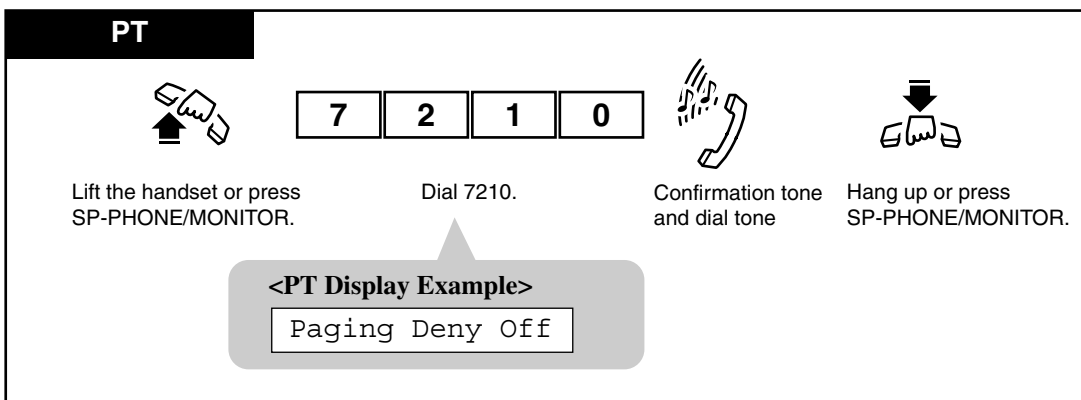 PT
7 2 1 0
Lift the handset or press
SP-PHONE/MONITOR.
Dial 7210.
Confirmation tone
and dial tone
Hang up or press
SP-PHONE/MONITOR.
<PT Display Example>
Paging Deny Off